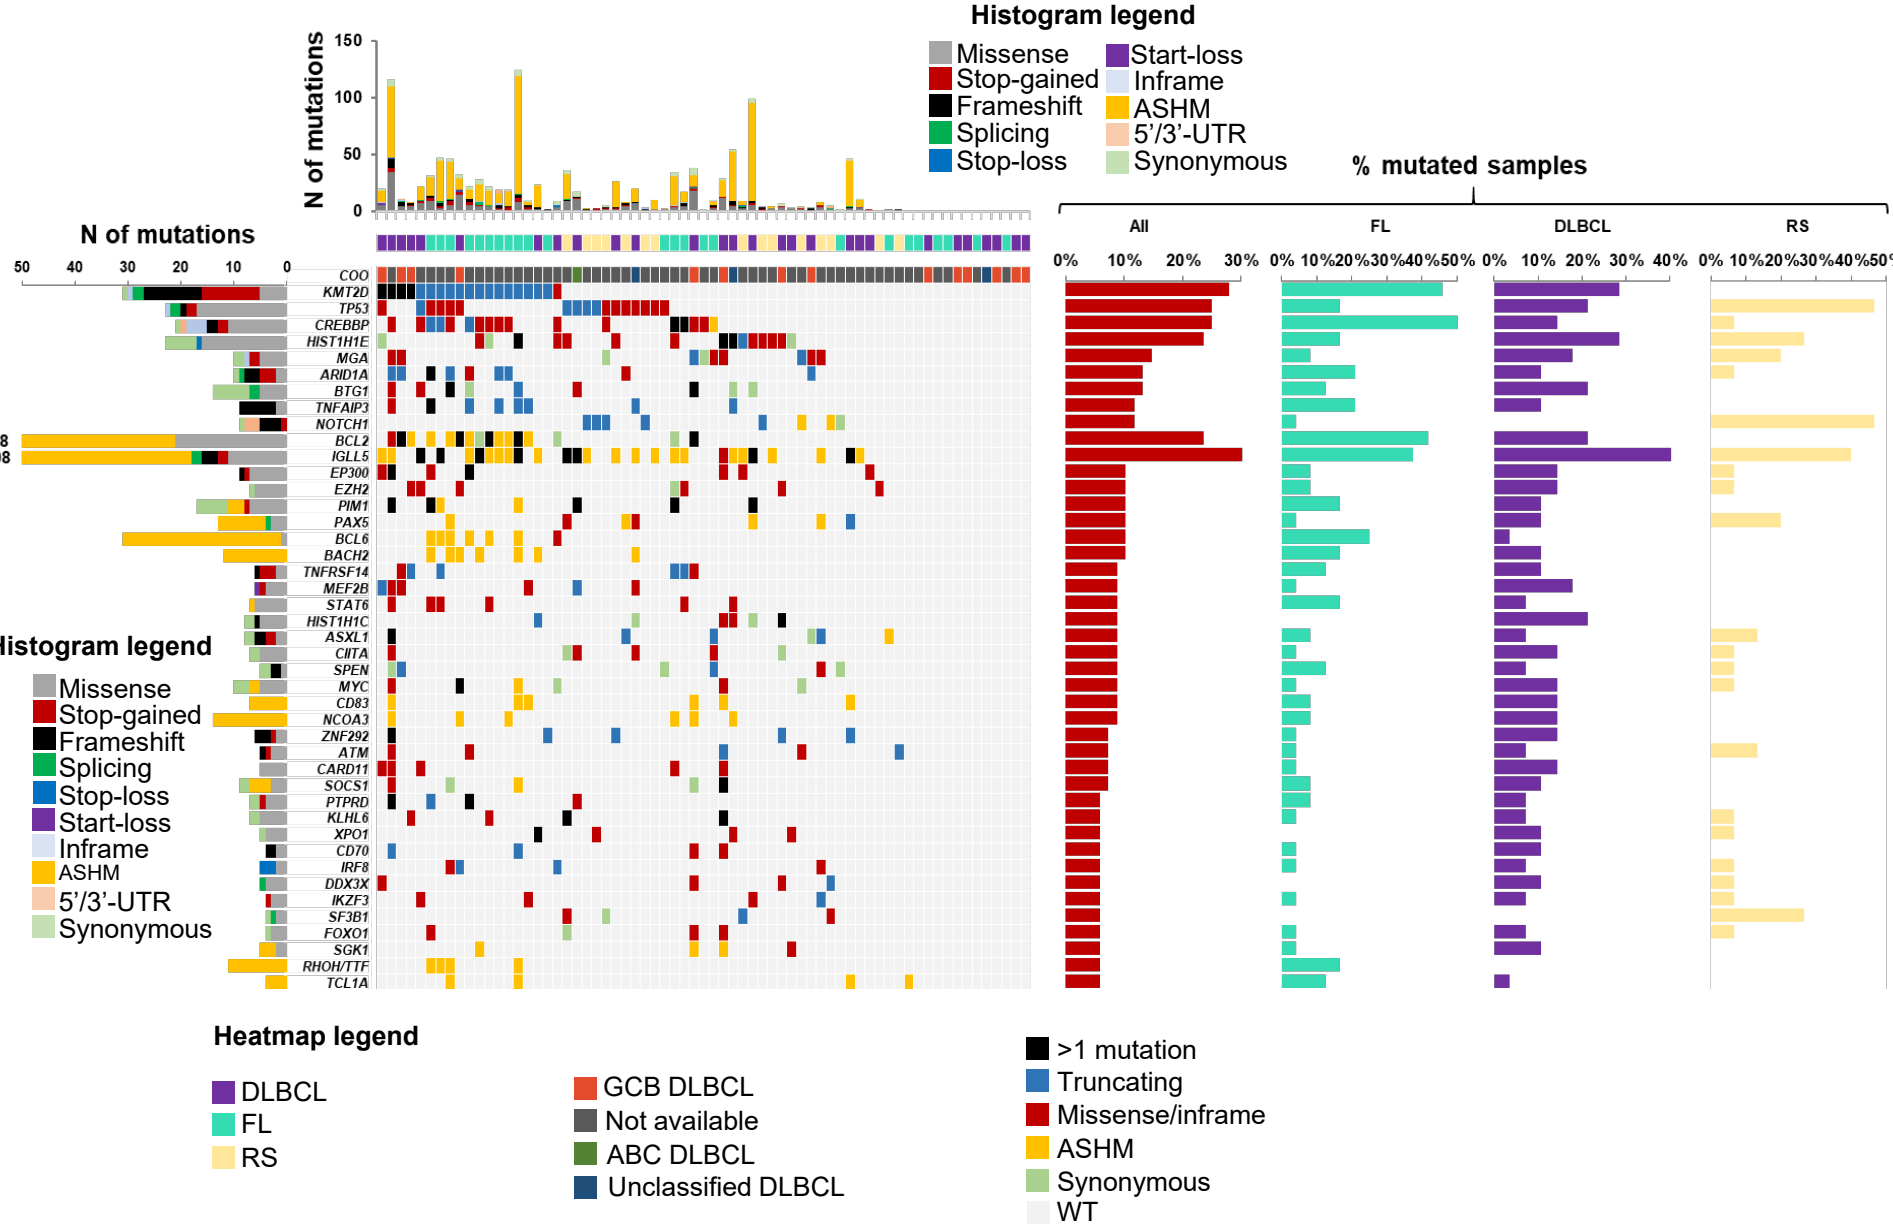 Histogram legend
Missense
Start-loss
Stop-gained
Inframe
Frameshift
ASHM
Splicing
5’/3’-UTR
Stop-loss
Synonymous
N of mutations
150
100
50
0
% mutated samples
All
FL
DLBCL
RS
0%
10%
20%
30%
0%
10%
20%
30%
40%
50%
0%
10%
20%
30%
40%
0%
10%
20%
30%
40%
50%
N of mutations
50
40
30
20
10
0
COO
KMT2D
TP53
CREBBP
HIST1H1E
MGA
ARID1A
BTG1
TNFAIP3
NOTCH1
8
BCL2
08
IGLL5
EP300
EZH2
PIM1
PAX5
BCL6
BACH2
TNFRSF14
MEF2B
STAT6
HIST1H1C
ASXL1
CIITA
SPEN
MYC
CD83
NCOA3
ZNF292
ATM
CARD11
SOCS1
PTPRD
KLHL6
XPO1
CD70
IRF8
DDX3X
IKZF3
SF3B1
FOXO1
SGK1
RHOH/TTF
TCL1A
Histogram legend
Missense
Stop-gained
Frameshift
Splicing
Stop-loss
Start-loss
Inframe
ASHM
5’/3’-UTR
Synonymous
Heatmap legend
DLBCL
FL
RS
GCB DLBCL
Not available
ABC DLBCL
Unclassified DLBCL
>1 mutation
Truncating
Missense/inframe
ASHM
Synonymous
WT